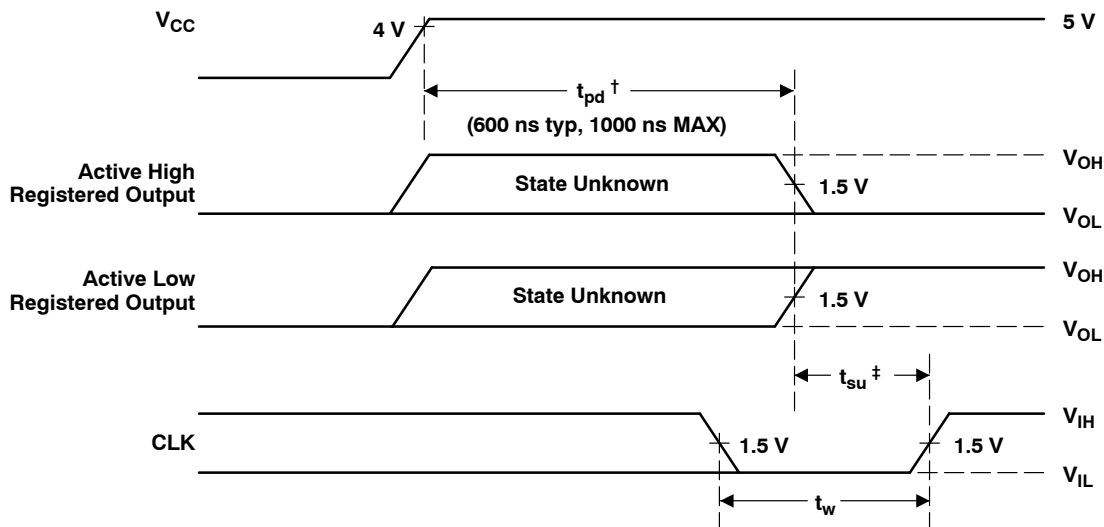 VCC
4 V
5 V
tpd †
(600 ns typ, 1000 ns MAX)
Active High
Registered Output
State Unknown
1.5 V
VOH
VOL
Active Low
Registered Output
State Unknown
1.5 V
VOH
VOL
tsu ‡
CLK
1.5 V
1.5 V
VIH
VIL
tw